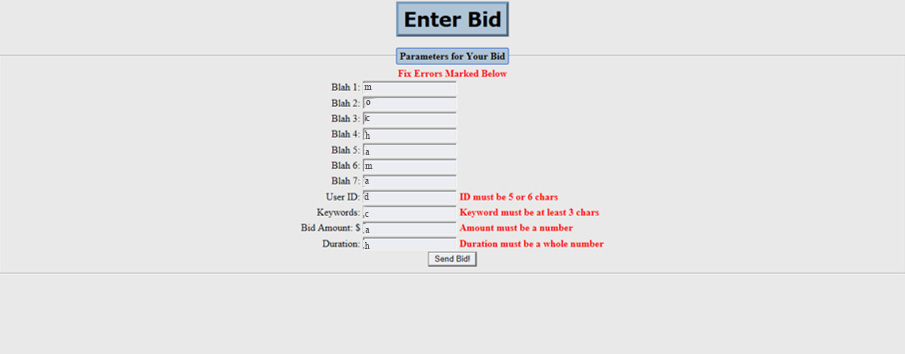 Enter Bid
Parameters for Your Bid
Fix Errors Marked Below
Blah 1: m
Blah 2: o
Blah 3: k
Blah 4: h
Blah 5: a
Blah 6: m
Blah 7: a
User ID: d ID must be 5 or 6 chars
Keywords: c Keyword must be at least 3 chars
Bid Amount: $ a Amount must be a number
Duration: h Duration must be a whole number
Send Bid!